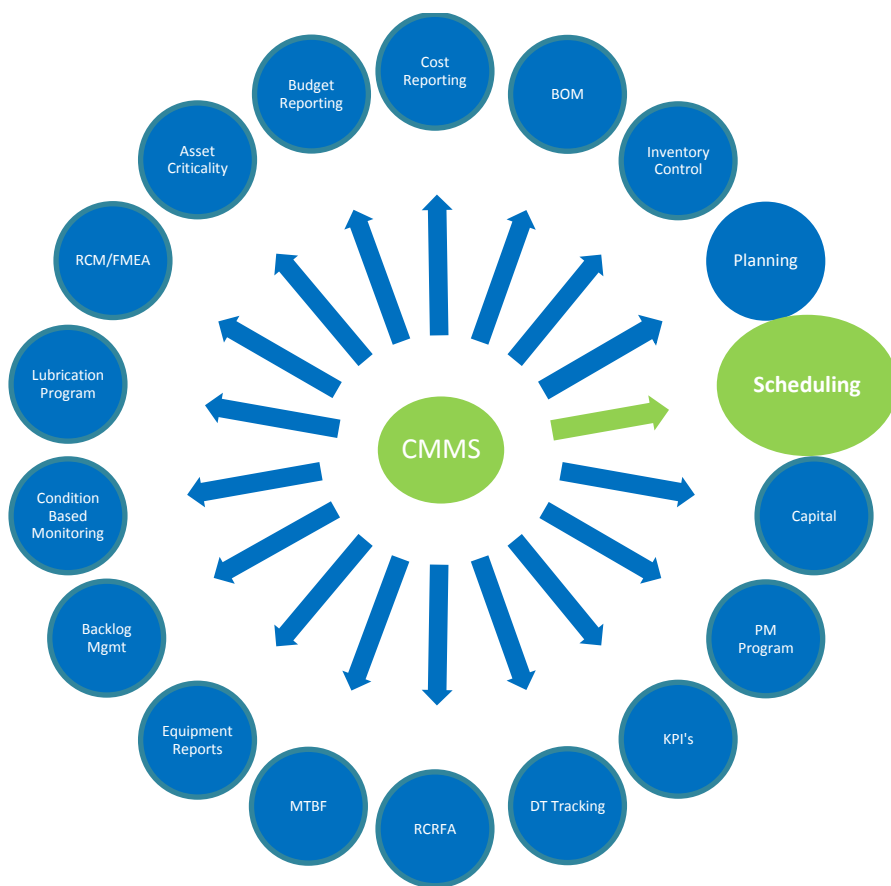 Cost
Reporting
BOM
Inventory
Control
Planning
Scheduling
Capital
PM
Program
KPI's
DT Tracking
RCRFA
MTBF
Equipment
Reports
Backlog
Mgmt
Condition
Based
Monitoring
Lubrication
Program
RCM/FMEA
Asset
Criticality
Budget
Reporting
CMMS